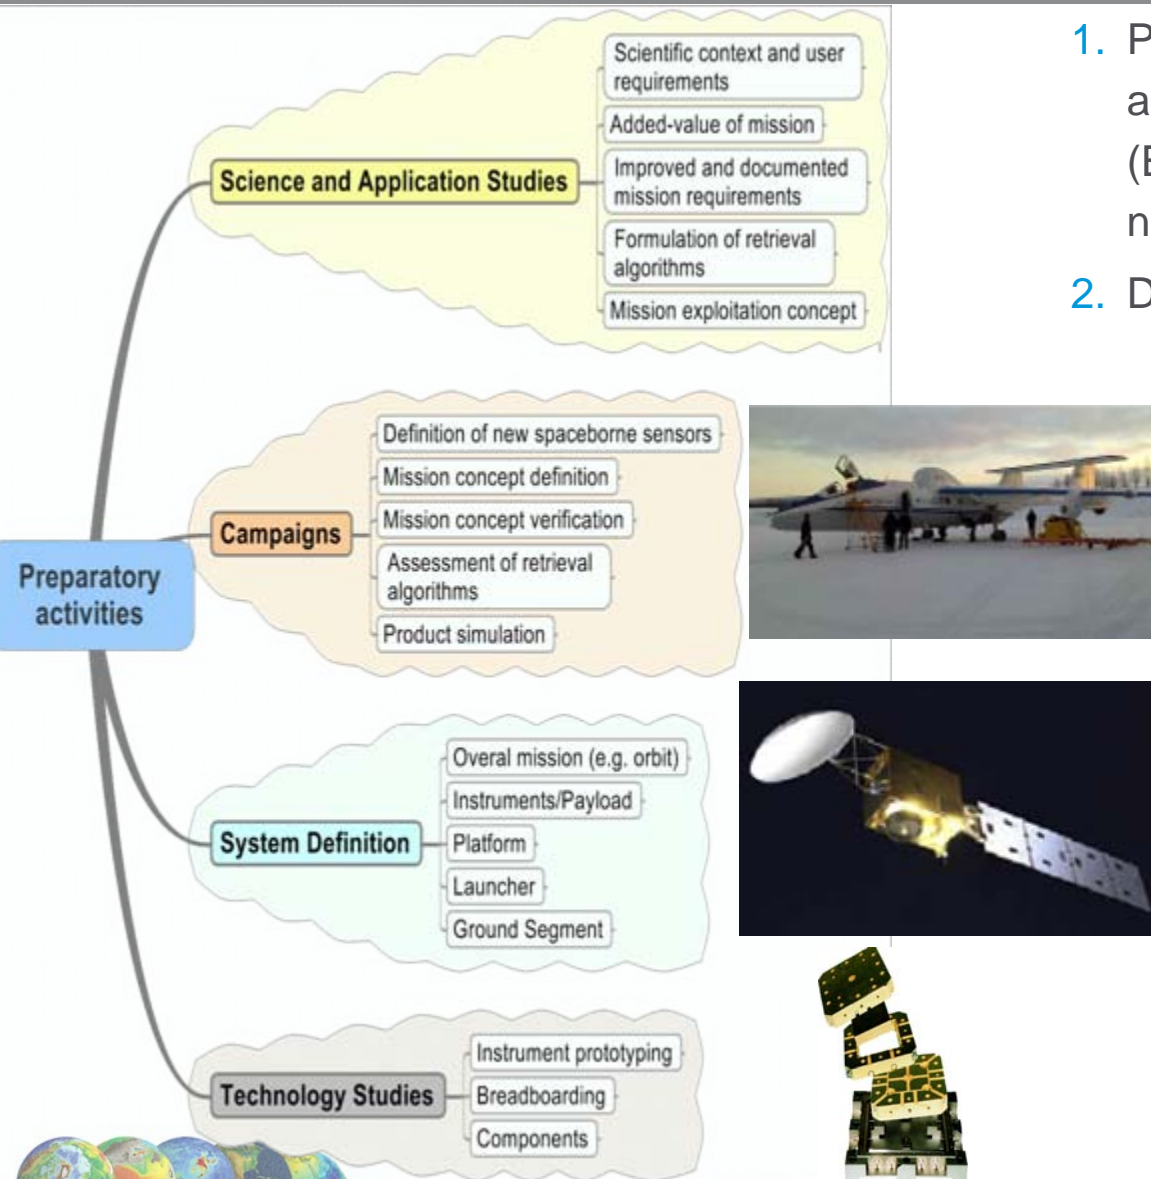 Preparatory
activities
Science and Application Studies
Scientific context and user
requirements
Added-value of mission
Improved and documented
mission requirements
Formulation of retrieval
algorithms
Mission exploitation concept
Campaigns
Definition of new spaceborne sensors
Mission concept definition
Mission concept verification
Assessment of retrieval
algorithms
Product simulation
System Definition
Overal mission (e.g. orbit)
Instruments/Payload
Platform
Launcher
Ground Segment
Technology Studies
Instrument prototyping
Breadboarding
Components
1. P
a
(E
n
2. D